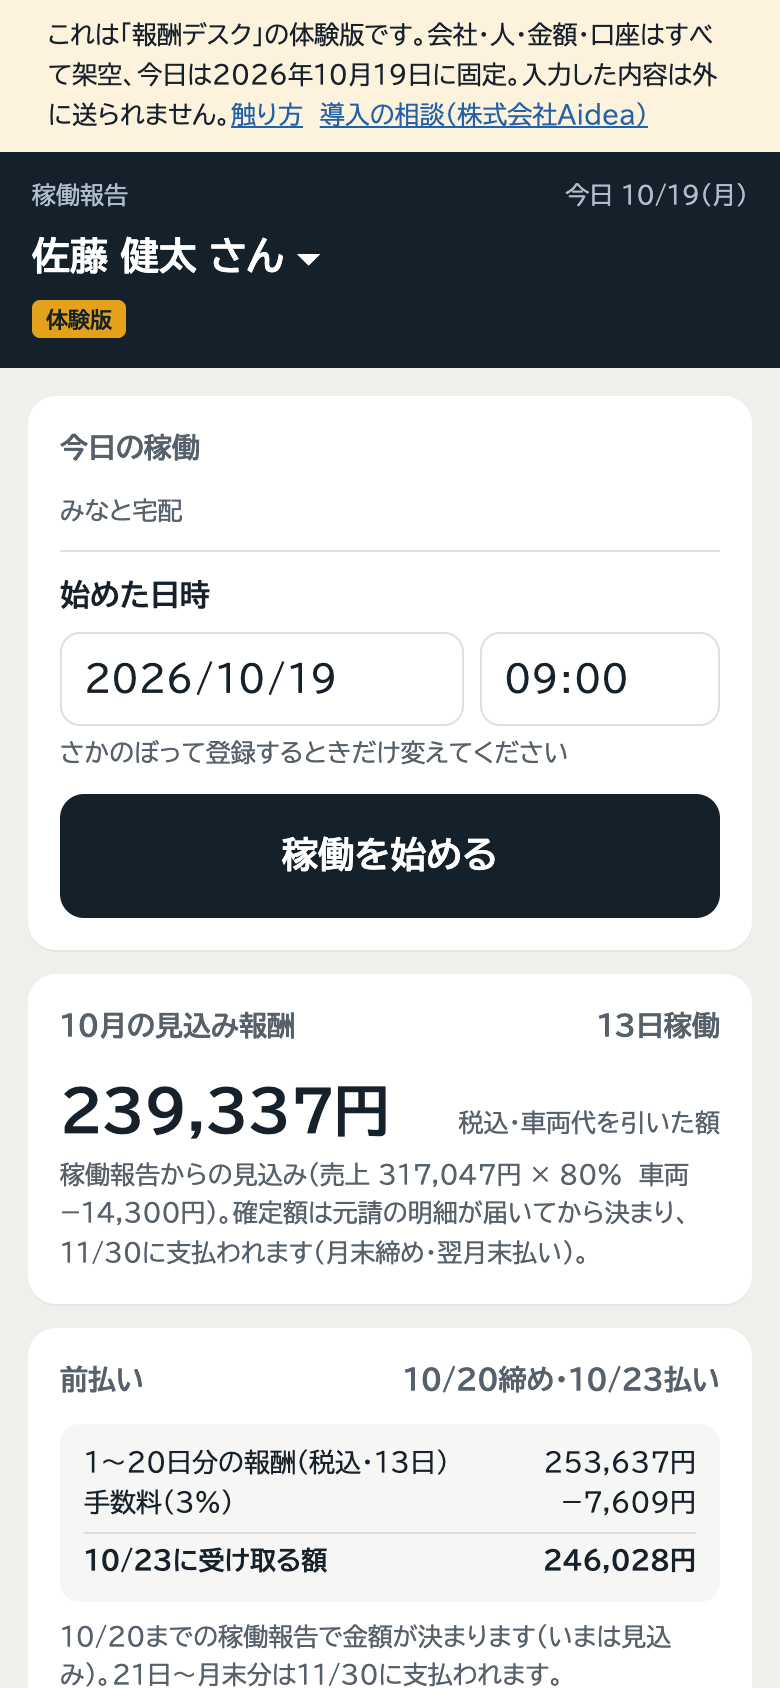 これは「報酬デスク」の体験版です。会社・人・金額・口座はすべ
て架空、今日は2026年10月19日に固定。入力した内容は外
に送られません。触り方 導入の相談(株式会社Aidea)
稼働報告 今日 10/19(月)
佐藤 健太 さん
体験版
今日の稼働
みなと宅配
始めた日時
2026/10/19 09:00
さかのぼって登録するときだけ変えてください
稼働を始める
10月の見込み報酬 13日稼働
239,337円 税込・車両代を引いた額
稼働報告からの見込み(売上 317,047円 × 80% 車両
−14,300円)。確定額は元請の明細が届いてから決まり、
11/30に支払われます(月末締め・翌月末払い)。
前払い 10/20締め・10/23払い
1〜20日分の報酬(税込・13日) 253,637円
手数料(3%) −7,609円
10/23に受け取る額 246,028円
10/20までの稼働報告で金額が決まります(いまは見込
み)。21日〜月末分は11/30に支払われます。